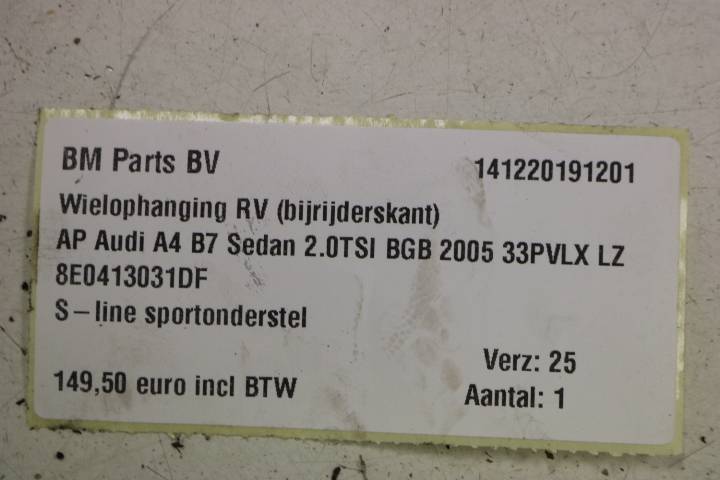 BM Parts BV 141220191201
Wielophanging RV (bijrijderskant)
AP Audi A4 B7 Sedan 2.0TSI BGB 2005 33PVLX LZ
8E0413031DF
S-line sportonderstel
Verz: 25
149,50 euro incl BTW Aantal: 1